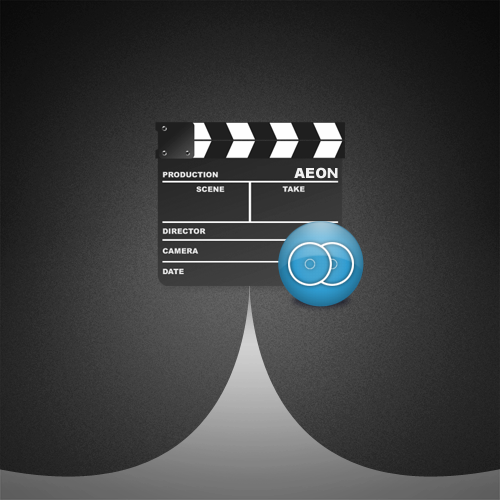 PRODUCTION AEON
SCENE TAKE
DIRECTOR
CAMERA
DATE